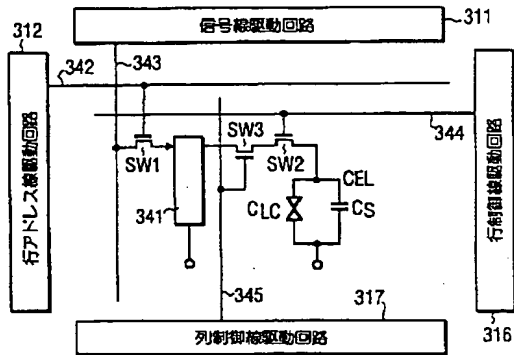 信号線駆動回路
311
312
342
343
行アドレス線駆動回路
SW1
341
SW3
SW2
344
CEL
CLC
CS
行制御線駆動回路
345
317
列制御線駆動回路
316